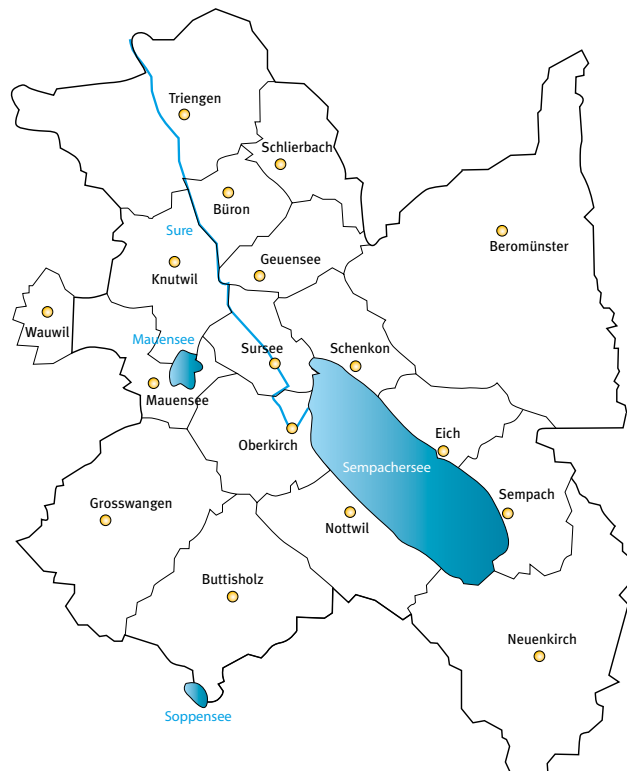 Triengen
Schlierbach
Büron
Sure
Beromünster
Geuensee
Knutwil
Wauwil
Mauensee
Sursee
Schenkon
Mauensee
Eich
Oberkirch
Sempachersee
Grosswangen
Sempach
Nottwil
Buttisholz
Neuenkirch
Soppensee